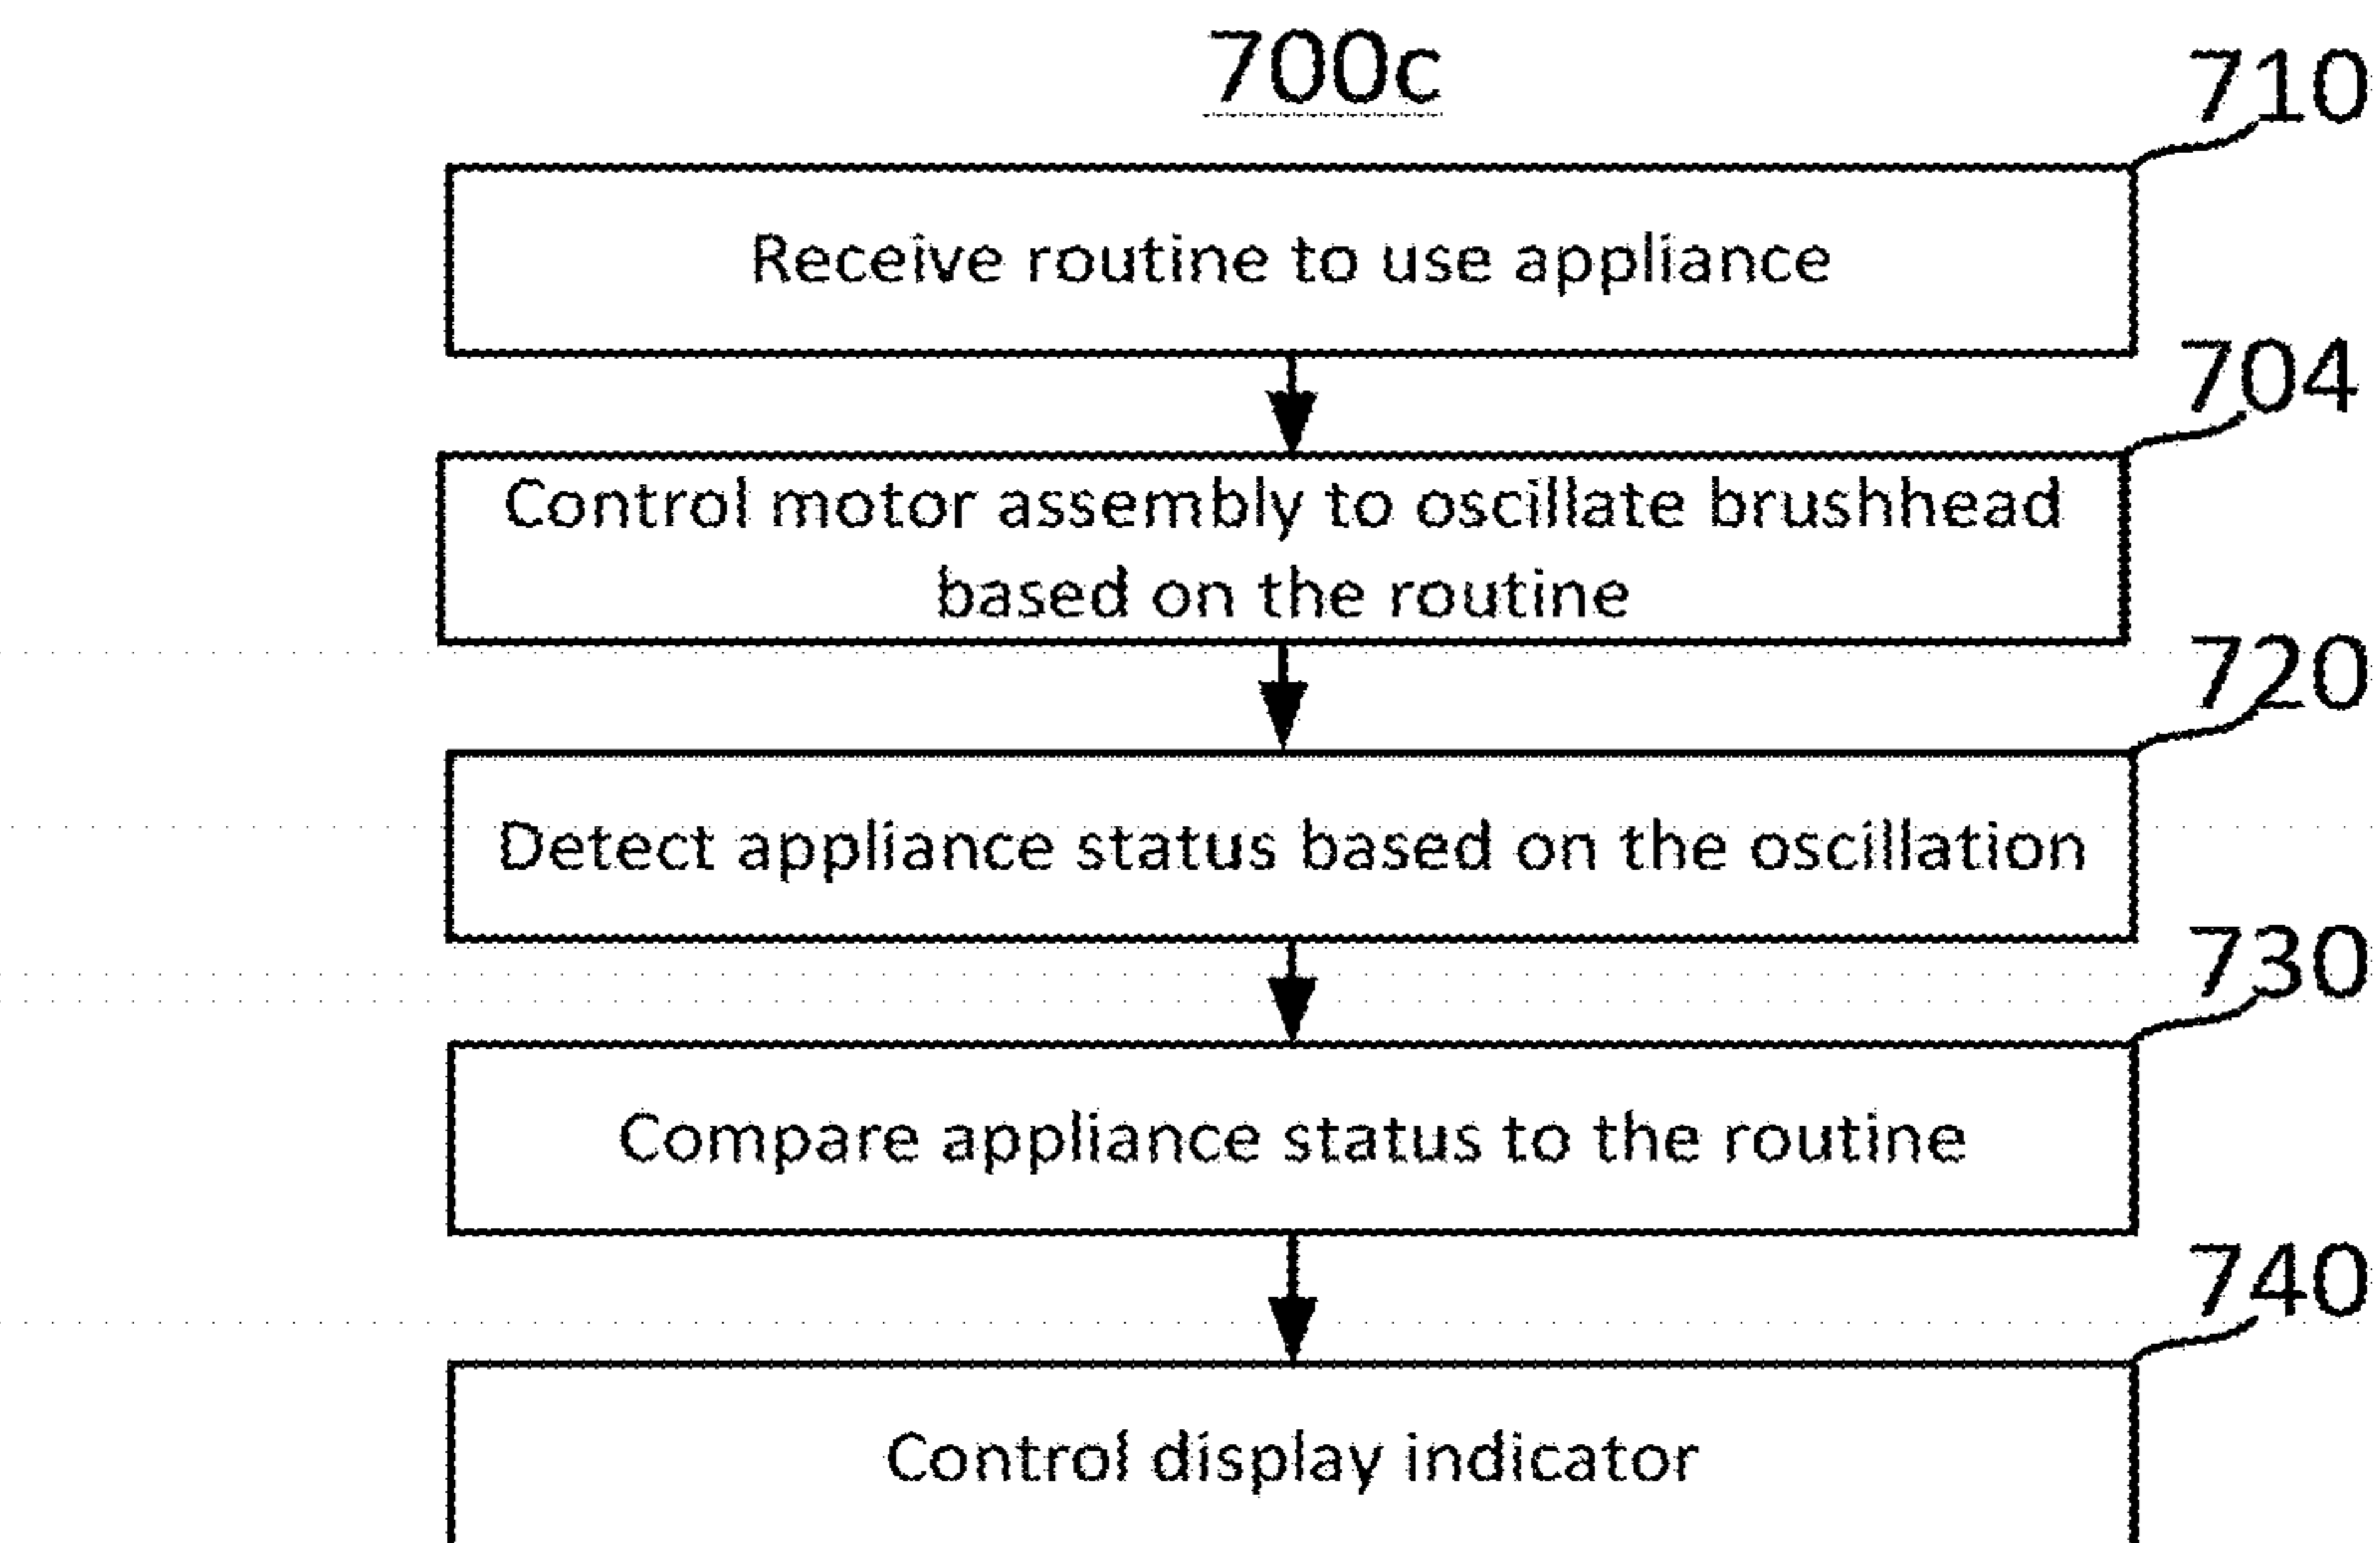 700c
710
Receive routine to use appliance
704
Control motor assembly to oscillate brushhead
based on the routine
720
Detect appliance status based on the oscillation
730
Compare appliance status to the routine
740
Control display indicator